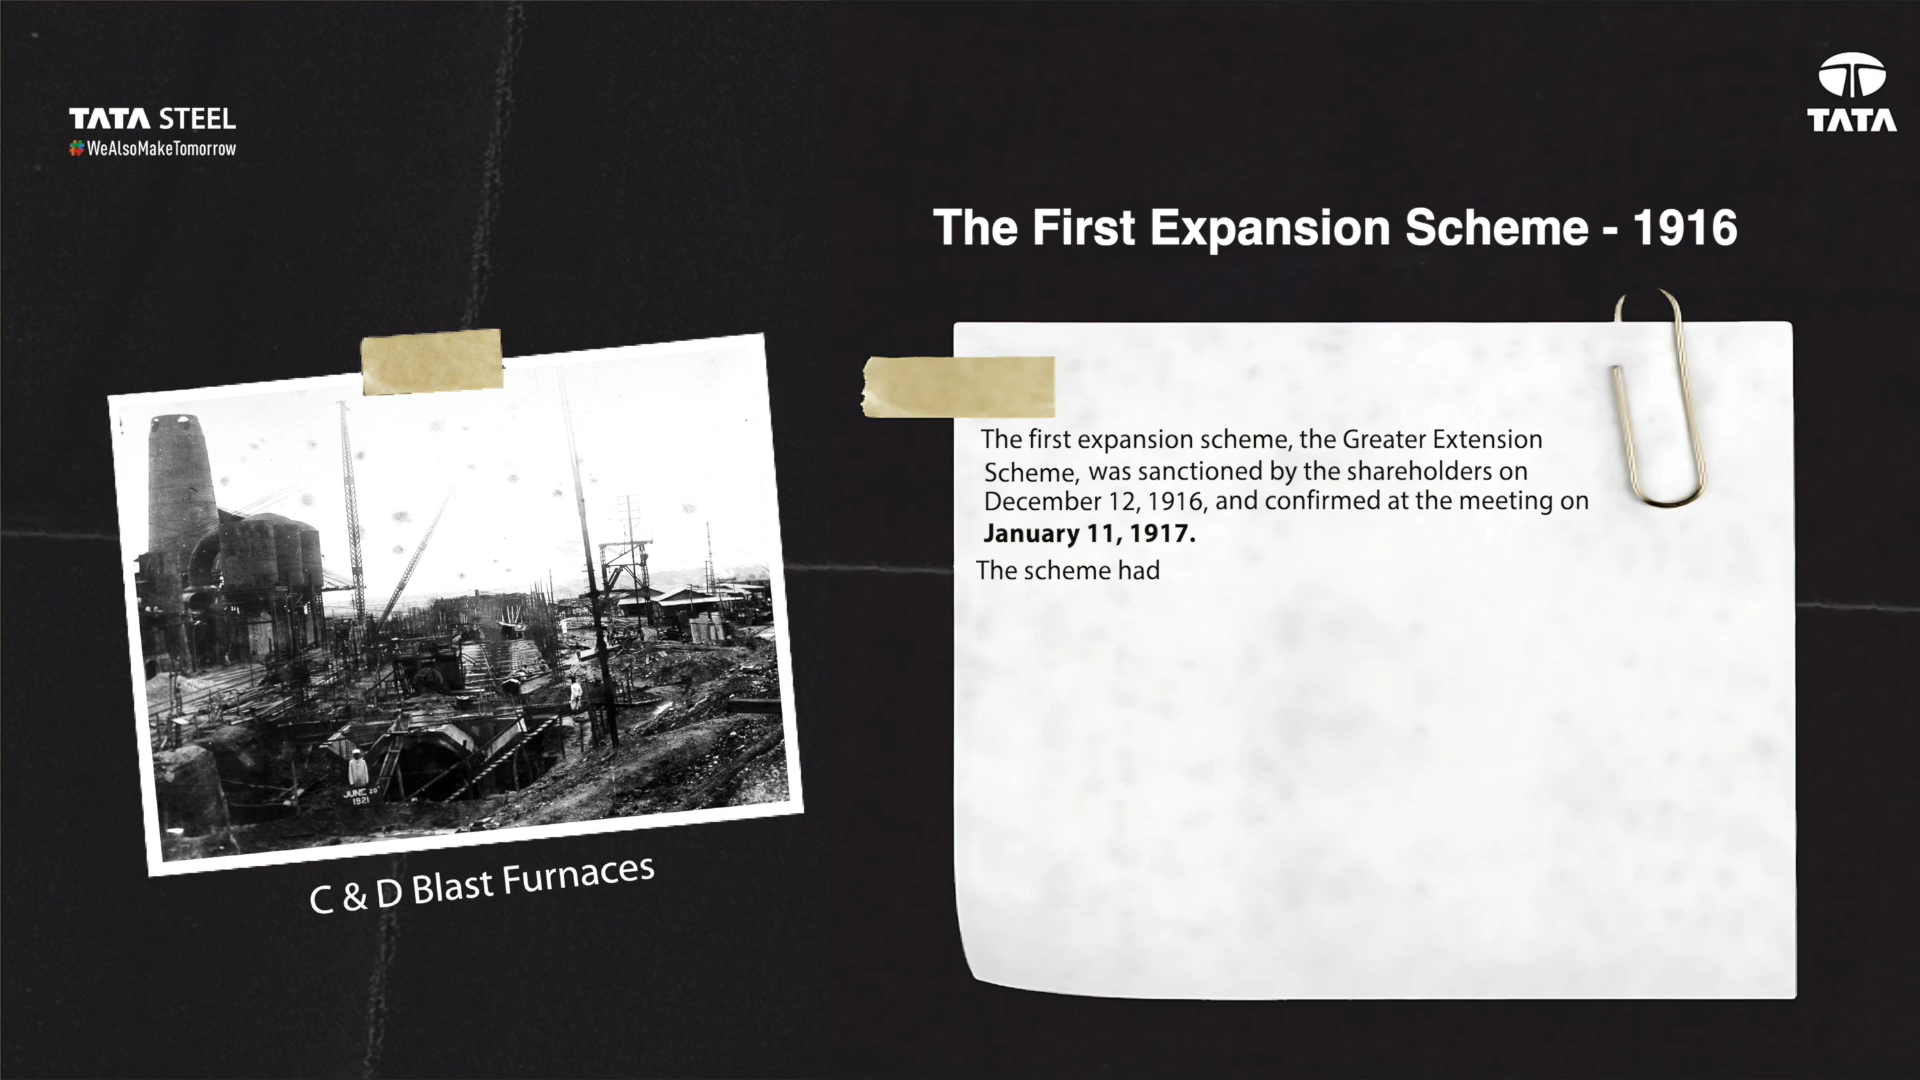 TATA STEEL
#WeAlsoMakeTomorrow
TATA
The First Expansion Scheme - 1916
The first expansion scheme, the Greater Extension
Scheme, was sanctioned by the shareholders on
December 12, 1916, and confirmed at the meeting on
January 11, 1917.
The scheme had
JUNE 20
1921
C & D Blast Furnaces